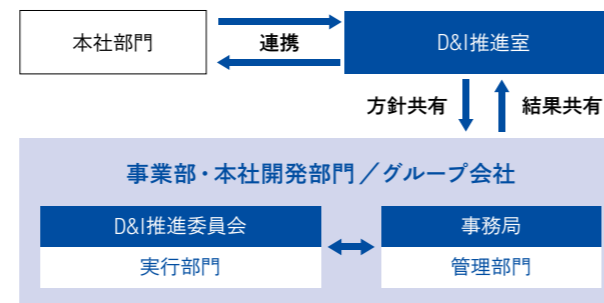 本社部門
連携
D&I推進室
方針共有
結果共有
事業部・本社開発部門／グループ会社
D&I推進委員会
事務局
実行部門
管理部門